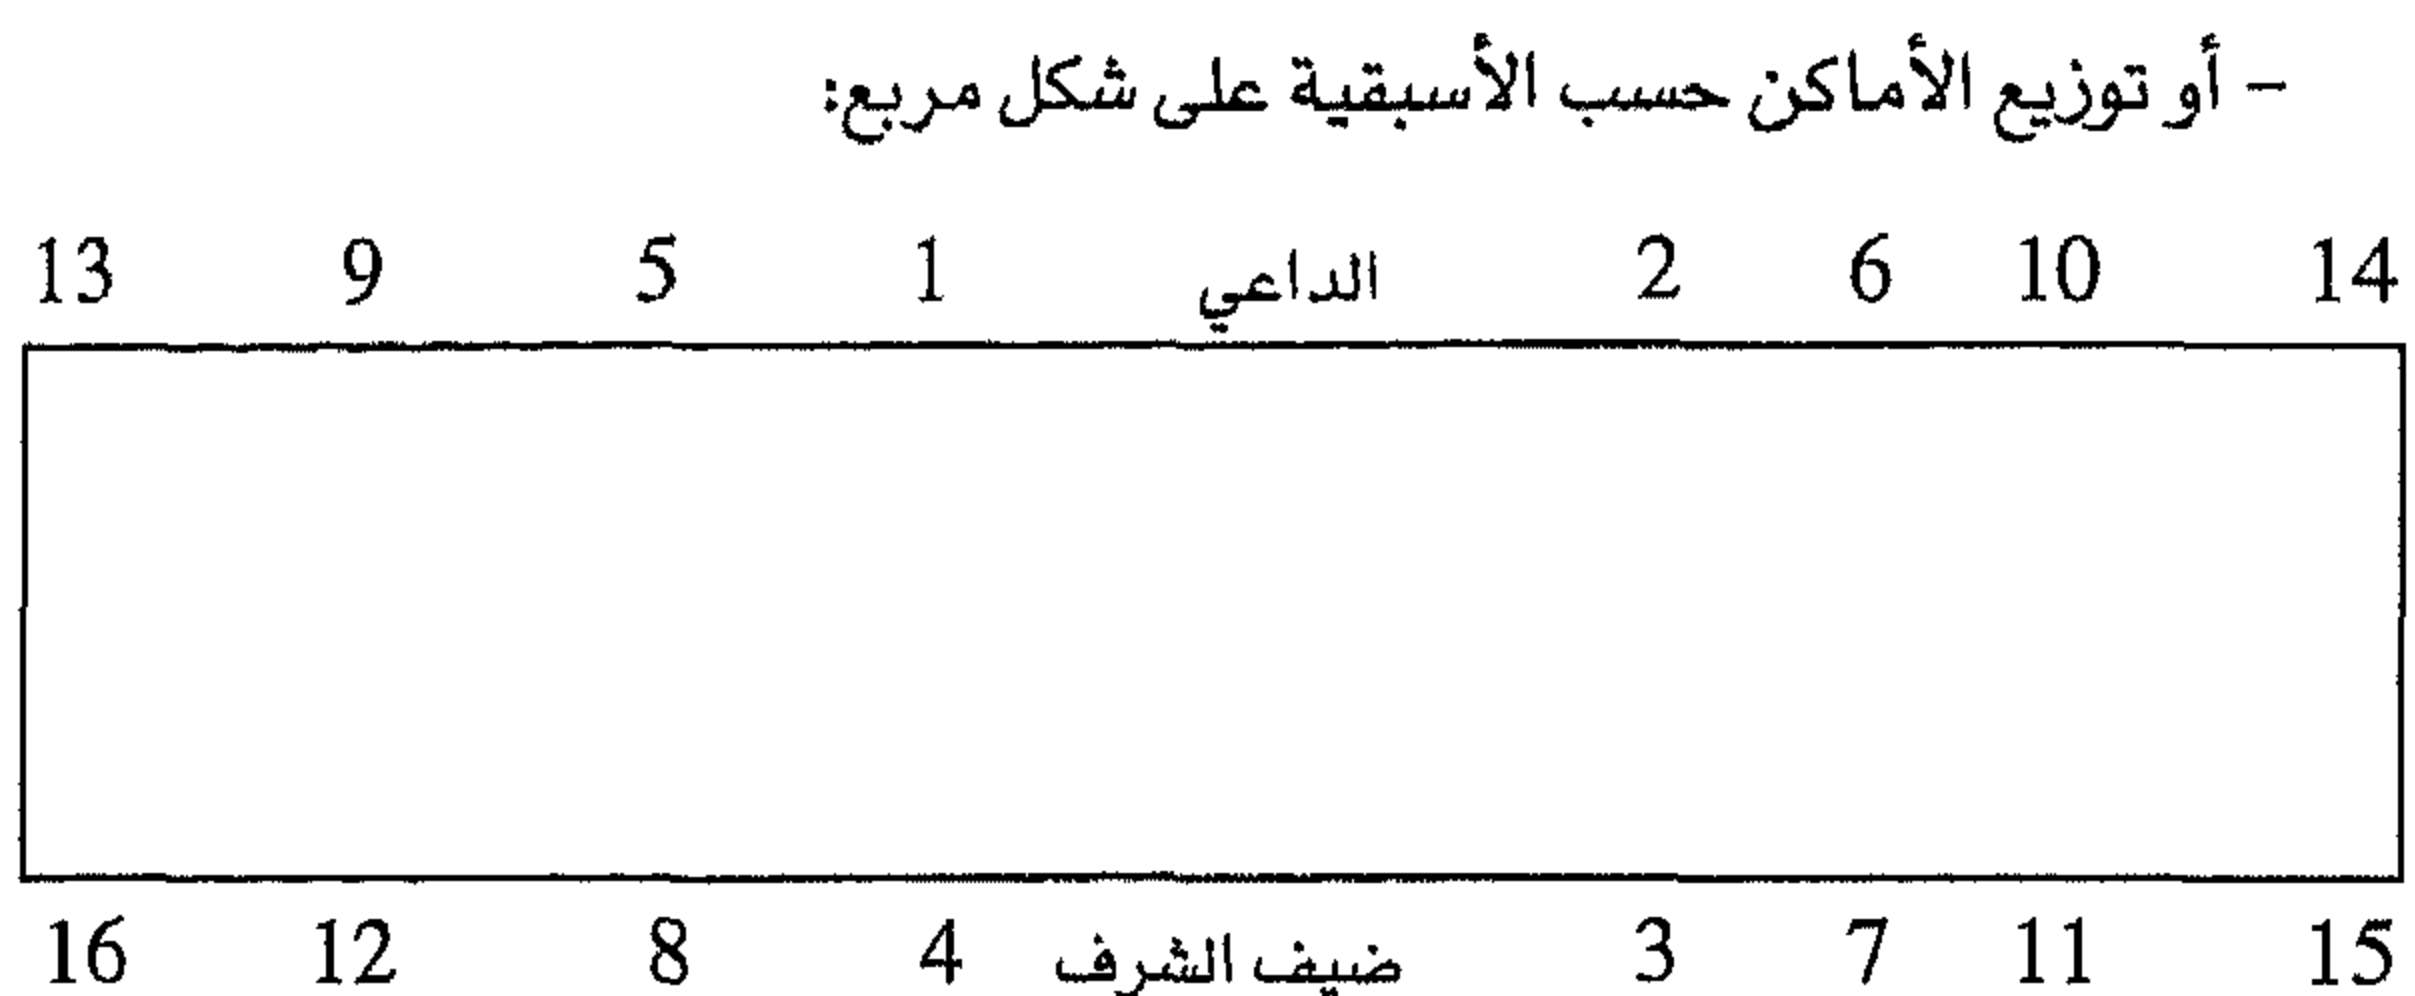 – أو توزيع الأماكن حسب الأسبقية على شكل مربع:
13 9 5 1 الداعي 2 6 10 14
16 12 8 4 ضيف الشرف 3 7 11 15